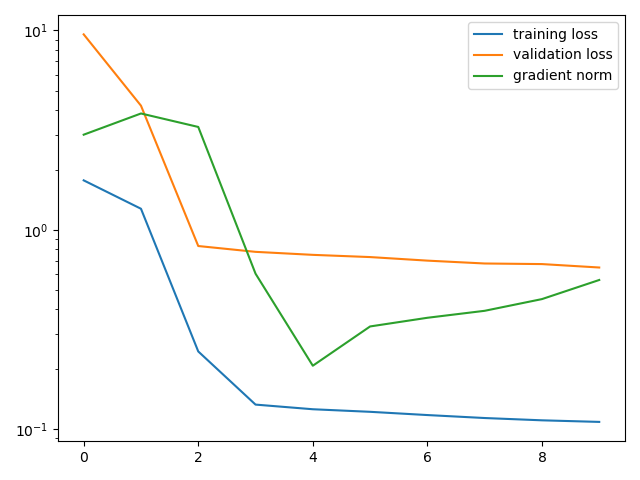 training loss
validation loss
gradient norm
10¹
10⁰
10⁻¹
0 2 4 6 8